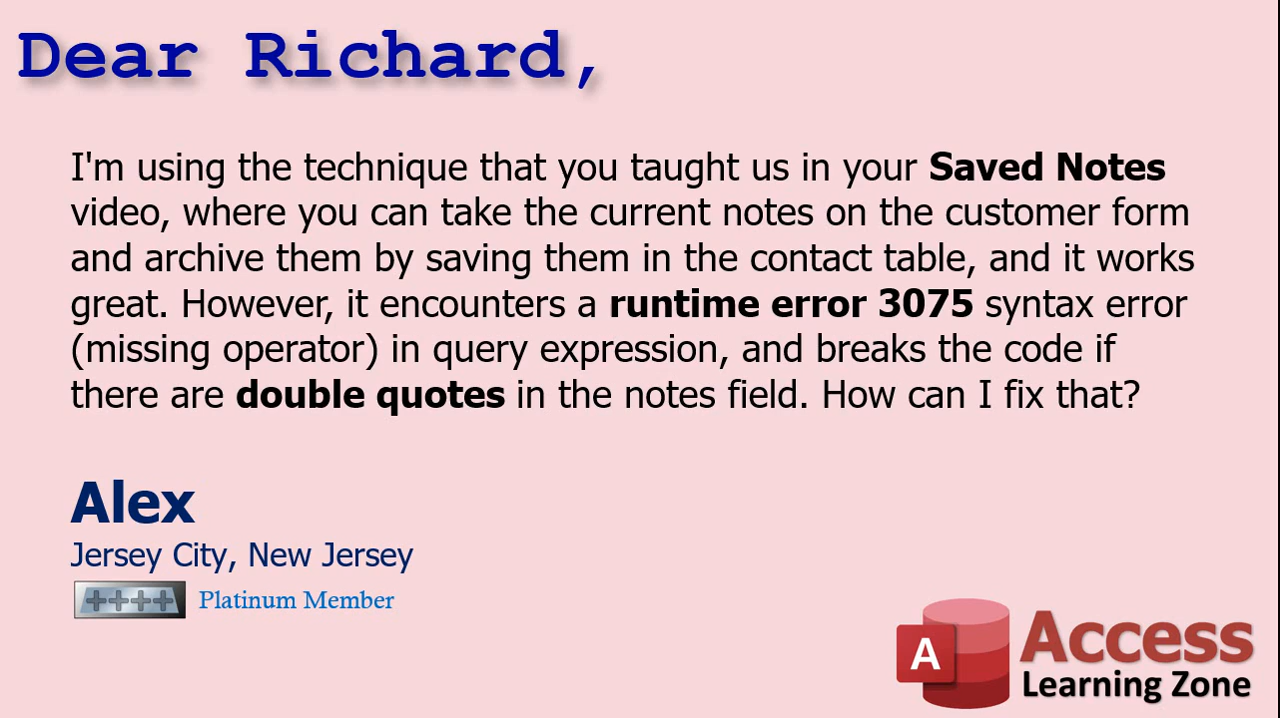 Dear Richard,
I'm using the technique that you taught us in your Saved Notes
video, where you can take the current notes on the customer form
and archive them by saving them in the contact table, and it works
great. However, it encounters a runtime error 3075 syntax error
(missing operator) in query expression, and breaks the code if
there are double quotes in the notes field. How can I fix that?
Alex
Jersey City, New Jersey
++++ Platinum Member
A Access
Learning Zone